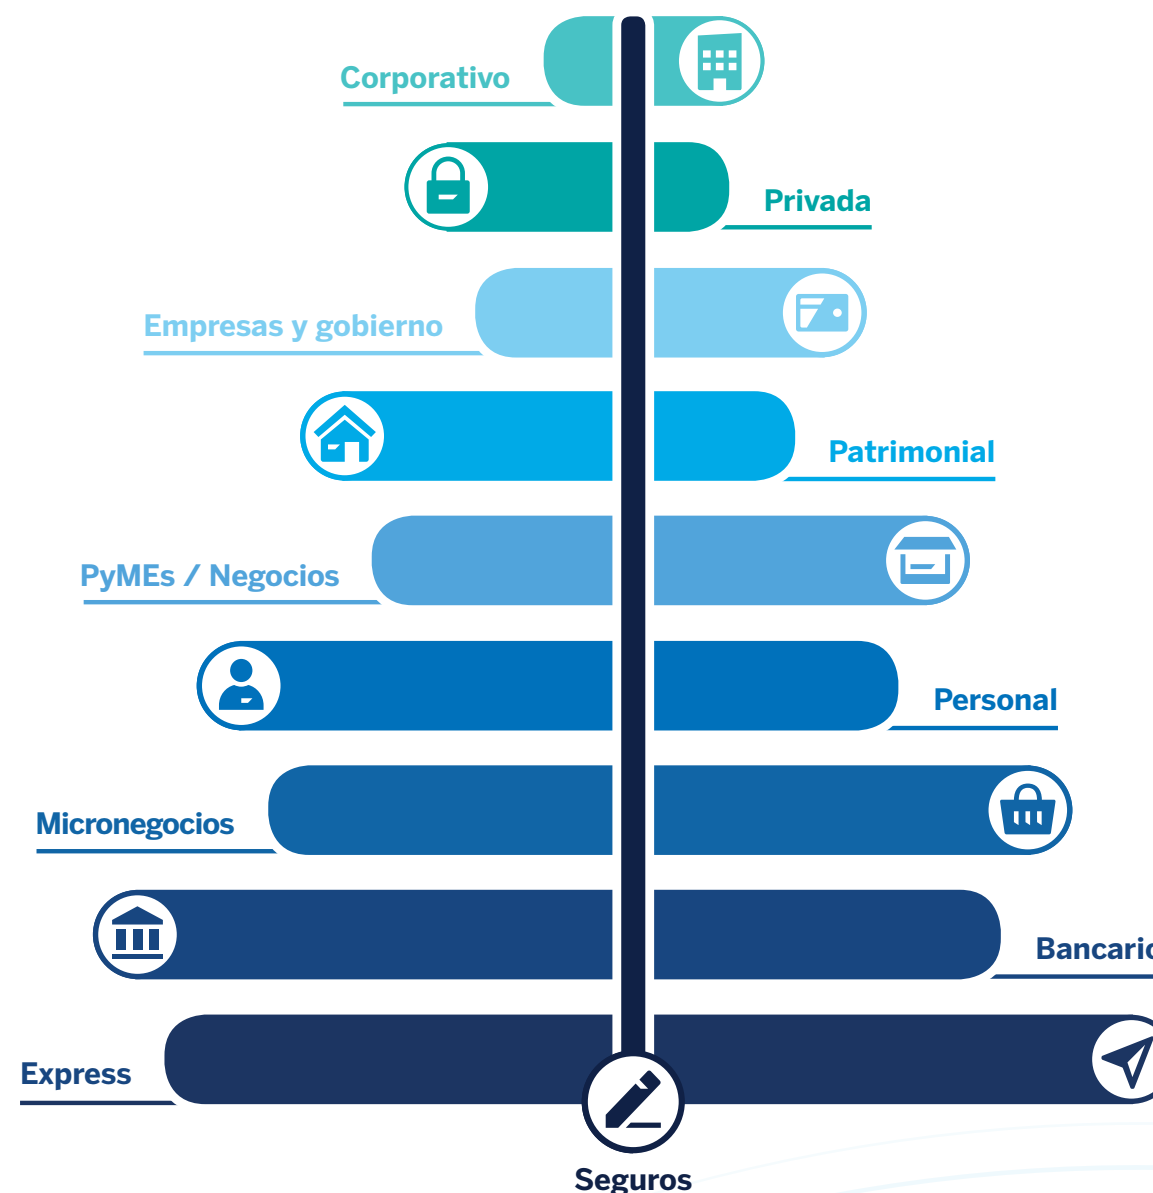 Corporativo
Privada
Empresas y gobierno
Patrimonial
PyMEs / Negocios
Personal
Micronegocios
Express
Seguros